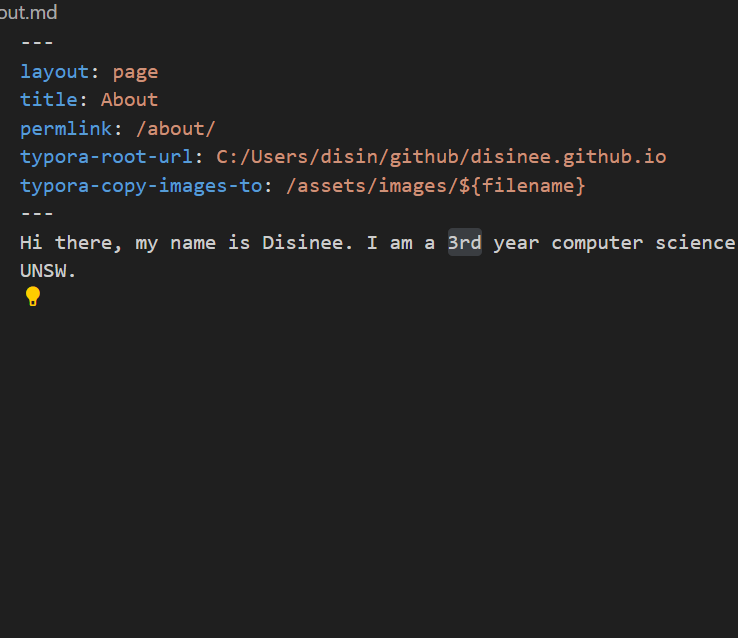 out.md
---
layout: page
title: About
permlink: /about/
typora-root-url: C:/Users/disin/github/disinee.github.io
typora-copy-images-to: /assets/images/${filename}
---
Hi there, my name is Disinee. I am a 3rd year computer science
UNSW.